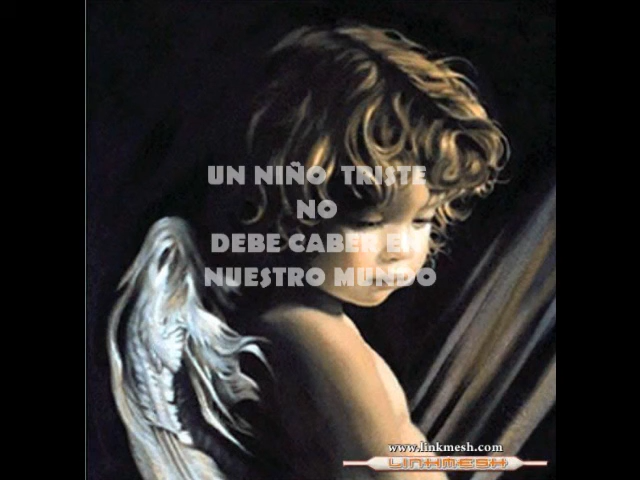 UN NIÑO TRISTE
NO
DEBE CABER EN
NUESTRO MUNDO
www.linkmesh.com
LINKMESH